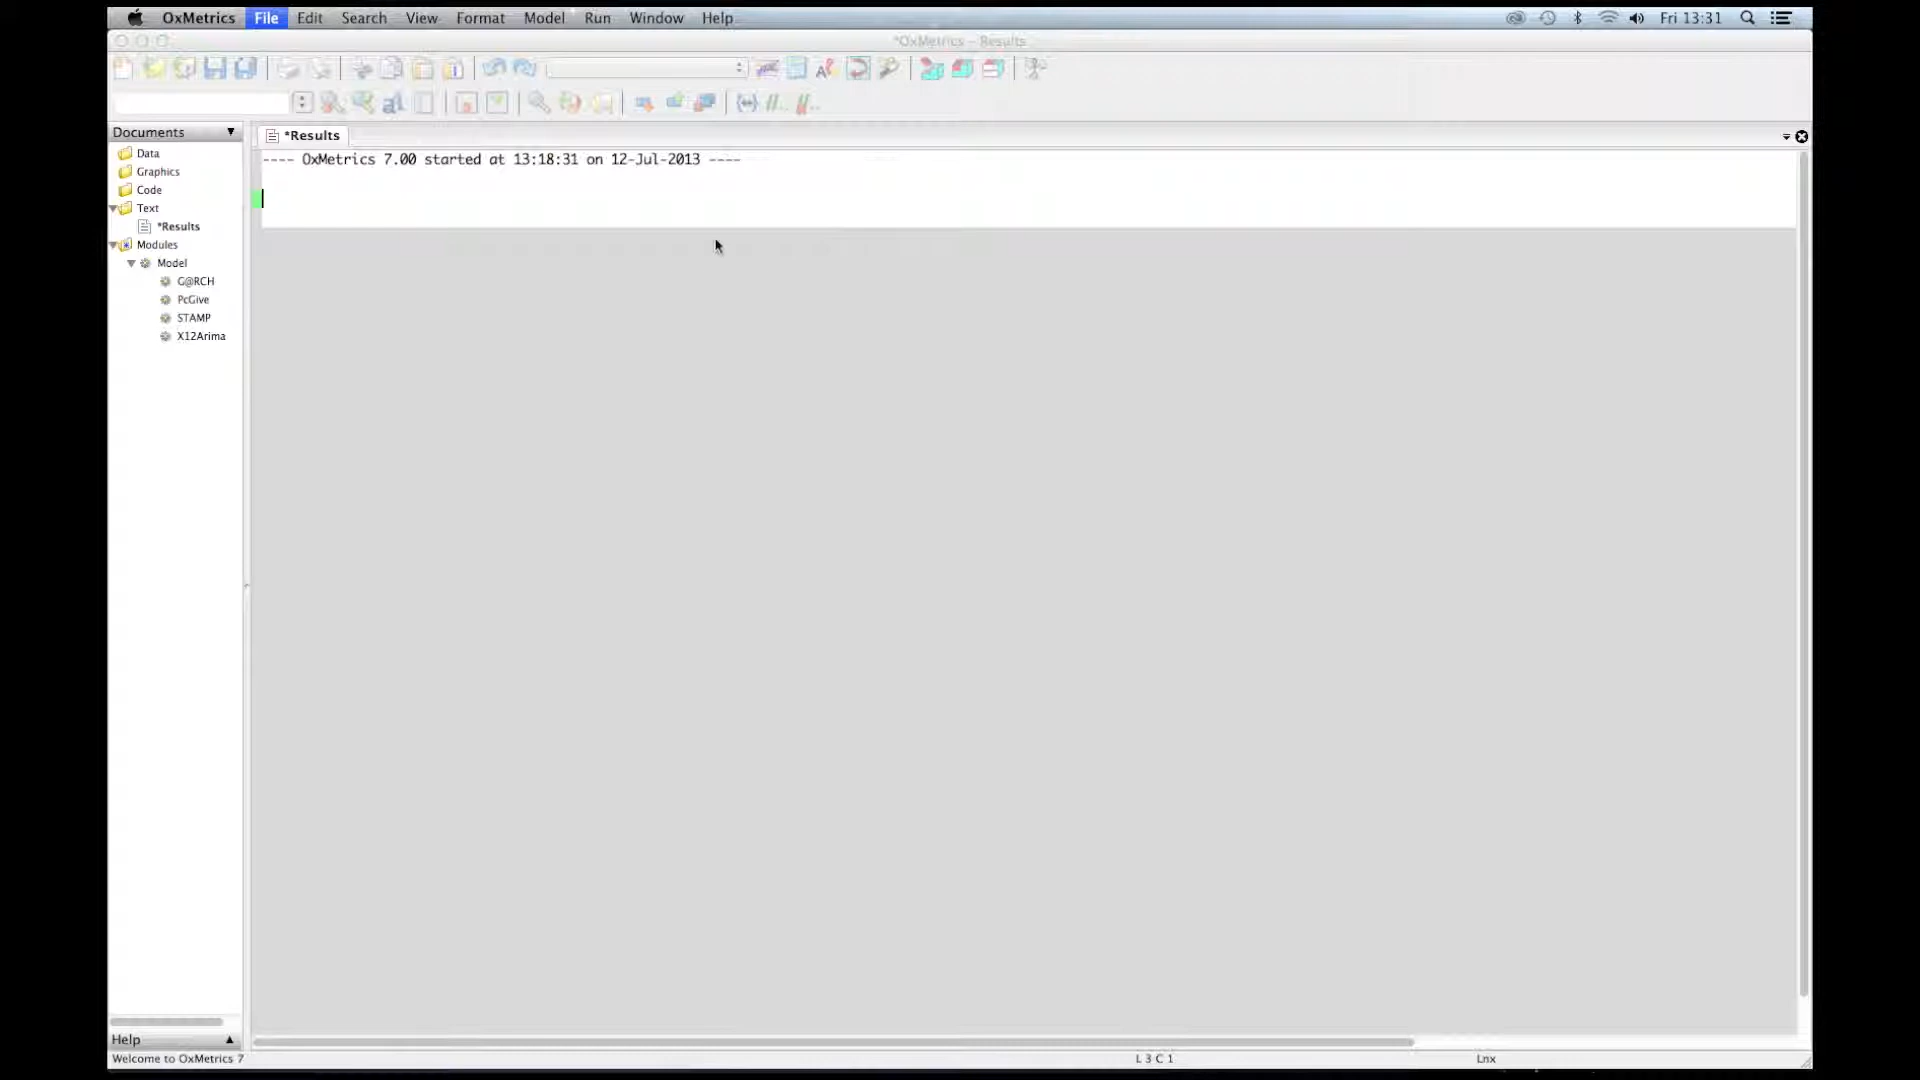 OxMetrics File Edit Search View Format Model Run Window Help Fri 13:31
*OxMetrics - Results
Documents
*Results
Data
Graphics
Code
Text
*Results
Modules
Model
G@RCH
PcGive
STAMP
X12Arima
---- OxMetrics 7.00 started at 13:18:31 on 12-Jul-2013 ----
Help
Welcome to OxMetrics 7 L 3 C 1 Lnx